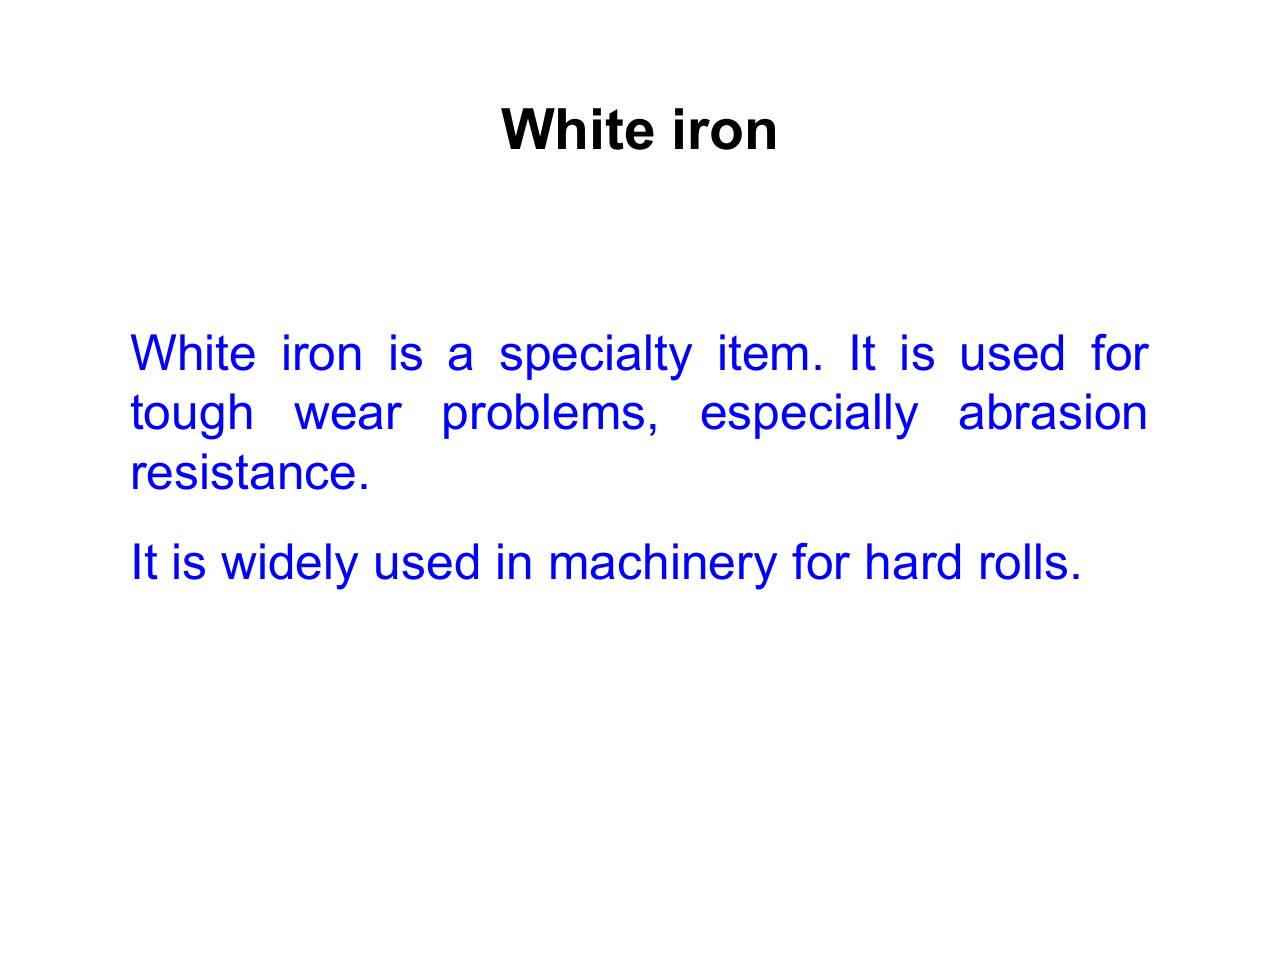 White iron
White iron is a specialty item. It is used for
tough wear problems, especially abrasion
resistance.
It is widely used in machinery for hard rolls.